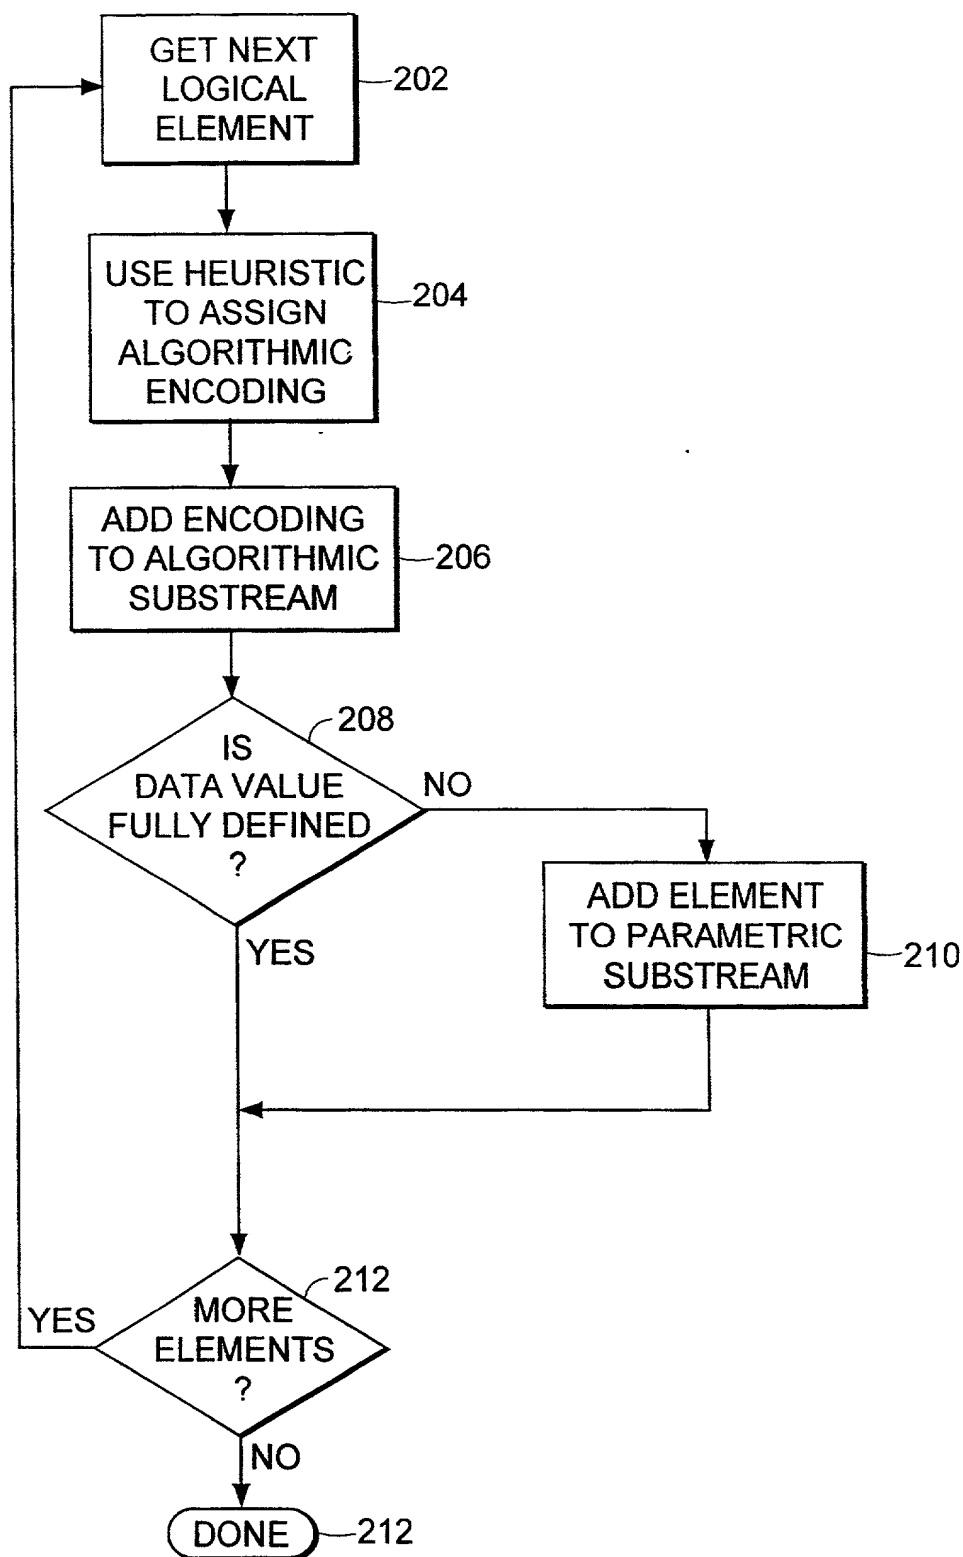 GET NEXT
LOGICAL
ELEMENT
202
USE HEURISTIC
TO ASSIGN
ALGORITHMIC
ENCODING
204
ADD ENCODING
TO ALGORITHMIC
SUBSTREAM
206
208
IS
DATA VALUE
FULLY DEFINED
?
NO
YES
ADD ELEMENT
TO PARAMETRIC
SUBSTREAM
210
212
MORE
ELEMENTS
?
YES
NO
DONE
212